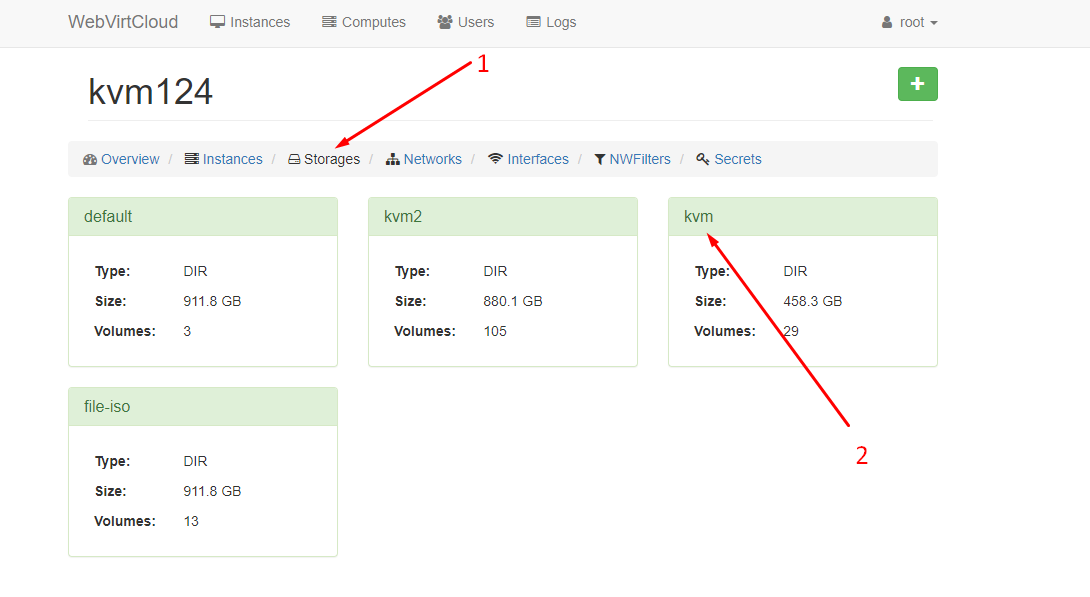 WebVirtCloud Instances Computes Users Logs root
1
kvm124
Overview / Instances / Storages / Networks / Interfaces / NWFilters / Secrets
default
Type: DIR
Size: 911.8 GB
Volumes: 3
kvm2
Type: DIR
Size: 880.1 GB
Volumes: 105
kvm
Type: DIR
Size: 458.3 GB
Volumes: 29
2
file-iso
Type: DIR
Size: 911.8 GB
Volumes: 13